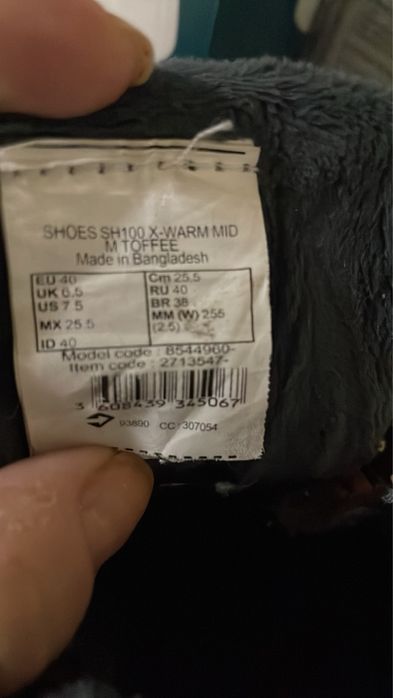 SHOES SH100 X-WARM MID
M TOFFEE
Made in Bangladesh
EU 40 Cm 25.5
UK 6.5 RU 40
US 7.5 BR 38
MX 25.5 MM (W) 255
(2.5)
ID 40
Model code : 8544960-
Item code : 2713547-
3 608439 345067
93890 CC:307054